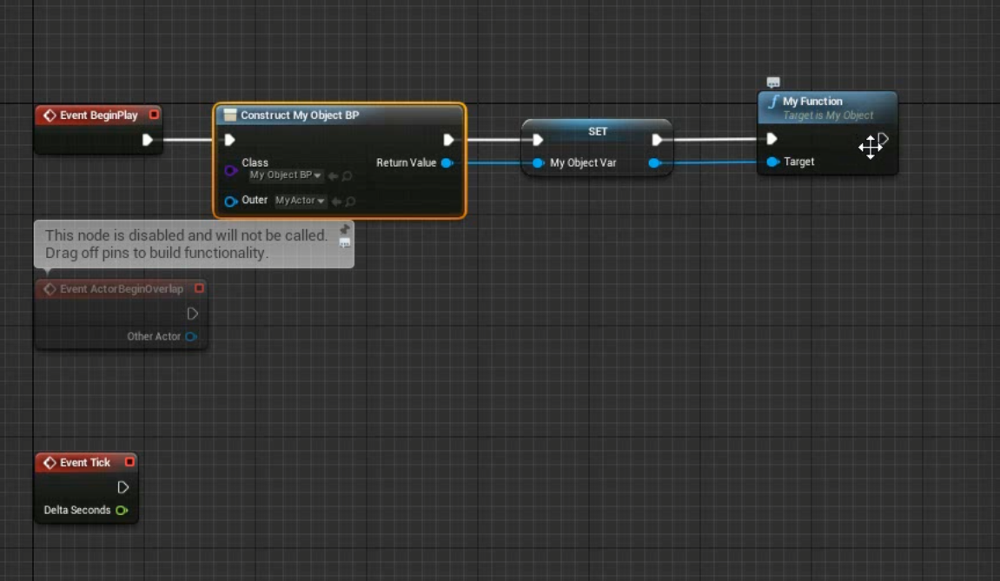 Event BeginPlay
Construct My Object BP
Class
My Object BP
Return Value
Outer MyActor
SET
My Object Var
My Function
Target is My Object
Target
This node is disabled and will not be called.
Drag off pins to build functionality.
Event ActorBeginOverlap
Other Actor
Event Tick
Delta Seconds